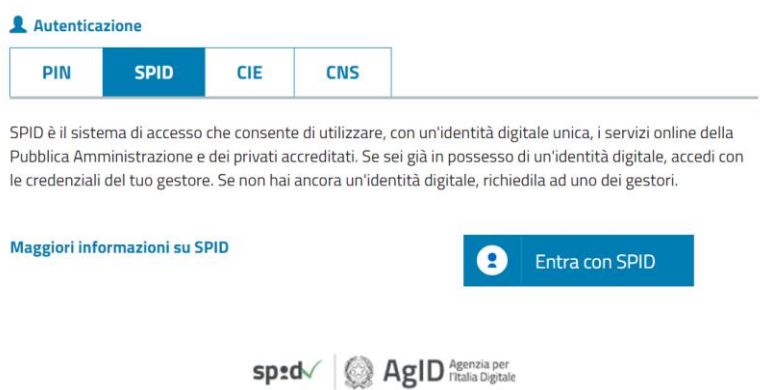 Autenticazione
PIN SPID CIE CNS
SPID è il sistema di accesso che consente di utilizzare, con un'identità digitale unica, i servizi online della
Pubblica Amministrazione e dei privati accreditati. Se sei già in possesso di un'identità digitale, accedi con
le credenziali del tuo gestore. Se non hai ancora un'identità digitale, richiedila ad uno dei gestori.
Maggiori informazioni su SPID
Entra con SPID
spid AgID Agenzia per
l'Italia Digitale